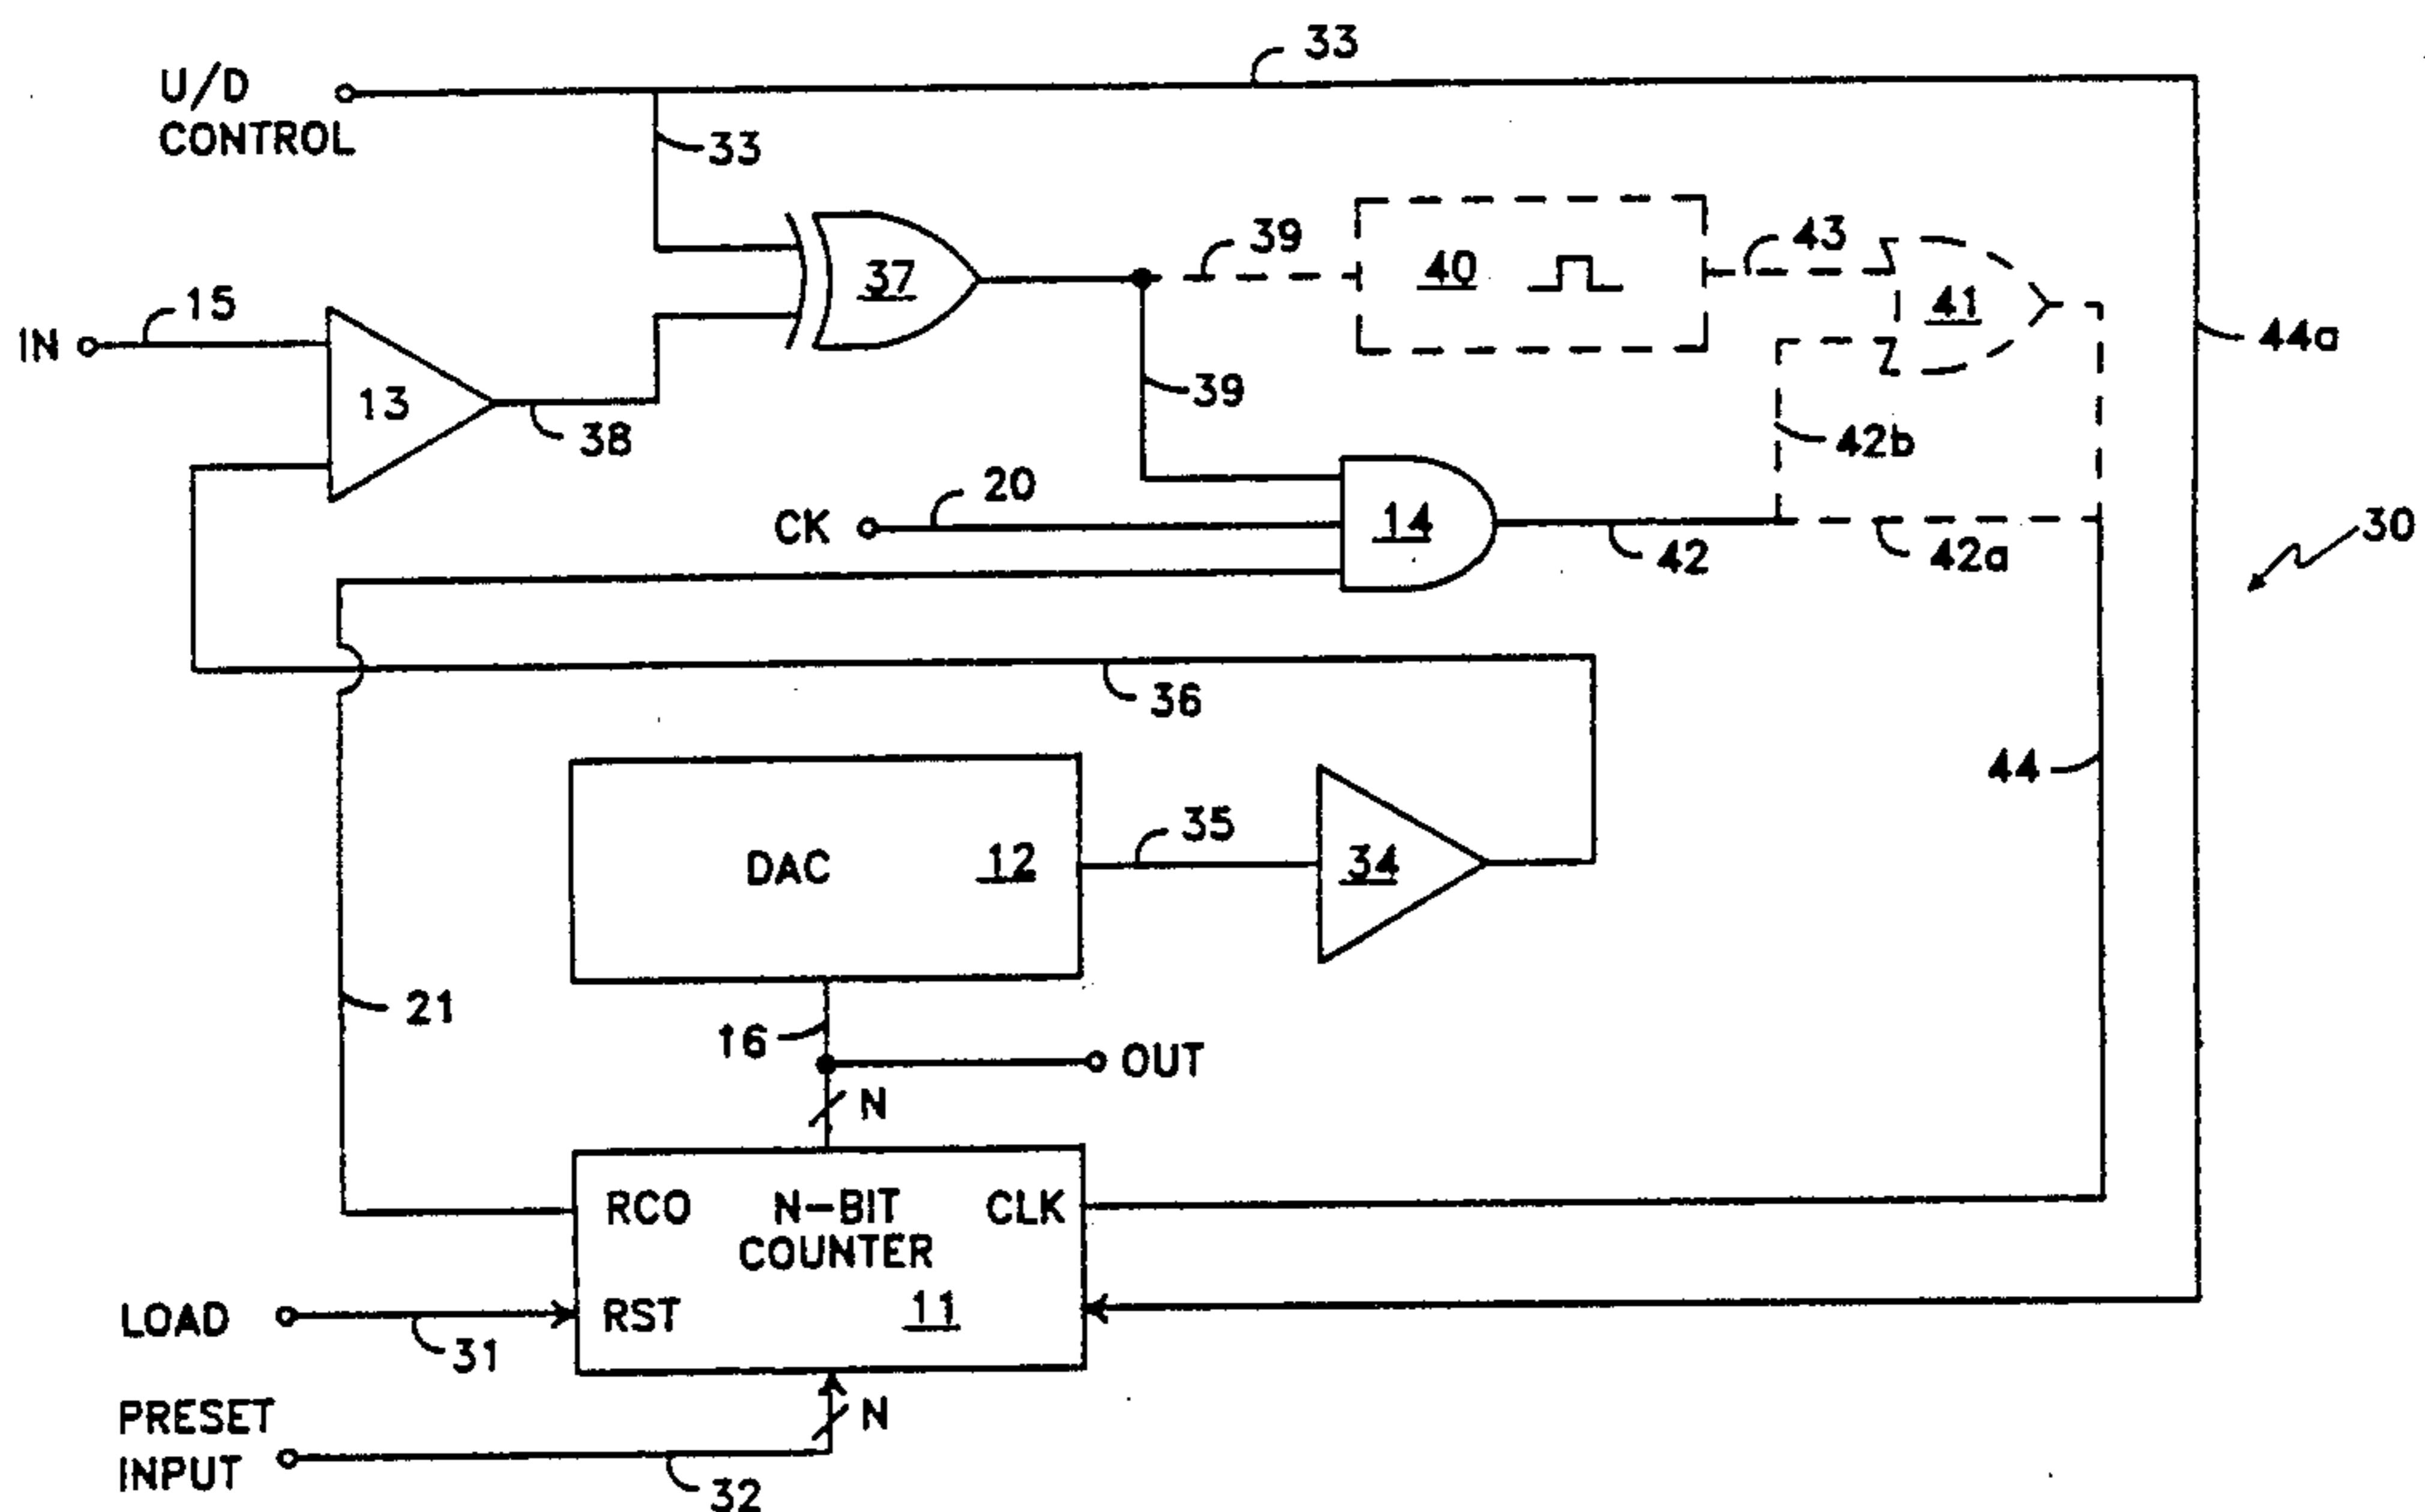 33
U/D
CONTROL
33
15
IN
13
38
37
39
40
43
41
44a
39
42b
20
CK
14
42
42a
30
36
44
DAC
12
35
34
21
16
OUT
N
RCO
N-BIT
COUNTER
CLK
LOAD
31
RST
11
PRESET
INPUT
N
32